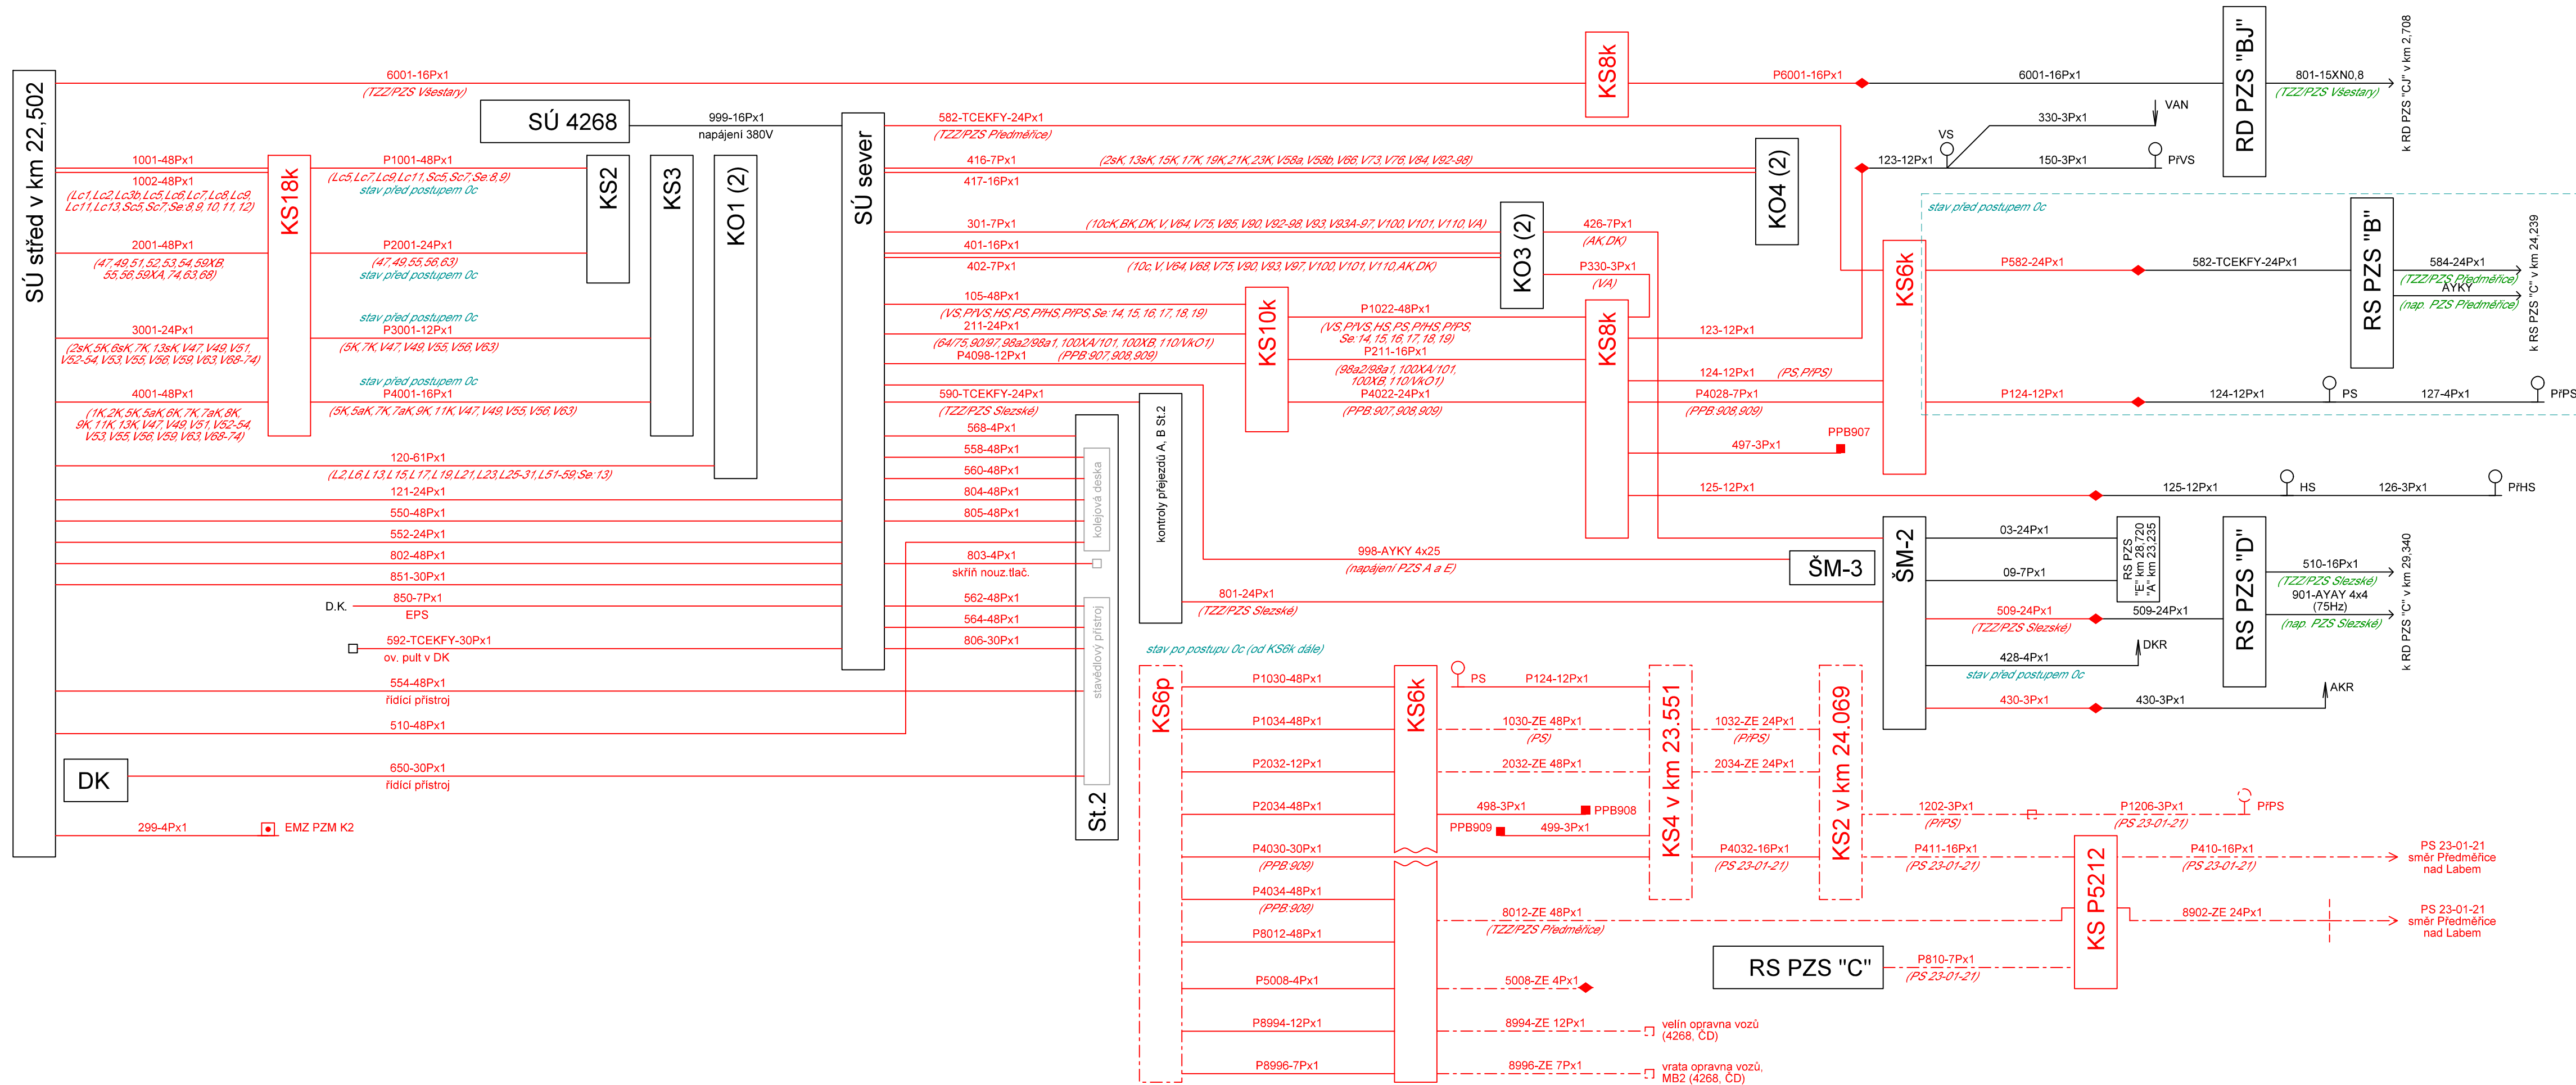 SÚ střed v km 22,502
6001-16Px1
(TZZ/PZS Všestary)
KS8k
P6001-16Px1
6001-16Px1
RD PZS "BJ"
801-15XN0,8
(TZZ/PZS Všestary)
k RD PZS "CJ" v km 2,708
SÚ 4268
999-16Px1
napájení 380V
SÚ sever
582-TCEKFY-24Px1
(TZZ/PZS Předměřice)
416-7Px1
(2sK,13sK,15K,17K,19K,21K,23K,V58a,V58b,V66,V73,V76,V84,V92-98)
417-16Px1
KO4 (2)
VAN
330-3Px1
VS
123-12Px1
150-3Px1
PřVS
1001-48Px1
1002-48Px1
(Lc1,Lc2,Lc3b,Lc5,Lc6,Lc7,Lc8,Lc9,
Lc11,Lc13,Sc5,Sc7,Se:8,9,10,11,12)
KS18k
P1001-48Px1
(Lc5,Lc7,Lc9,Lc11,Sc5,Sc7;Se:8,9)
stav před postupem 0c
KS2
KS3
KO1 (2)
2001-48Px1
(47,49,51,52,53,54,59XB,
55,56,59XA,74,63,68)
P2001-24Px1
(47,49,55,56,63)
stav před postupem 0c
3001-24Px1
(2sK,5K,6sK,7K,13sK,V47,V49,V51,
V52-54,V53,V55,V56,V59,V63,V68-74)
stav před postupem 0c
P3001-12Px1
(5K,7K,V47,V49,V55,V56,V63)
4001-48Px1
(1K,2K,5K,5aK,6K,7K,7aK,8K,
9K,11K,13K,V47,V49,V51,V52-54,
V53,V55,V56,V59,V63,V68-74)
stav před postupem 0c
P4001-16Px1
(5K,5aK,7K,7aK,9K,11K,V47,V49,V55,V56,V63)
120-61Px1
(L2,L6,L13,L15,L17,L19,L21,L23,L25-31,L51-59;Se:13)
121-24Px1
550-48Px1
552-24Px1
802-48Px1
851-30Px1
D.K.
850-7Px1
EPS
592-TCEKFY-30Px1
ov. pult v DK
554-48Px1
řídící přístroj
510-48Px1
DK
650-30Px1
řídící přístroj
299-4Px1
EMZ PZM K2
301-7Px1
(10cK,BK,DK,V,V64,V75,V85,V90,V92-98,V93,V93A-97,V100,V101,V110,VA)
401-16Px1
402-7Px1
(10c,V,V64,V68,V75,V90,V93,V97,V100,V101,V110,AK,DK)
KO3 (2)
426-7Px1
(AK,DK)
P330-3Px1
(VA)
105-48Px1
(VS,PřVS,HS,PS,PřHS,PřPS,Se:14,15,16,17,18,19)
211-24Px1
(64/75,90/97,98a2/98a1,100XA/101,100XB,110/VkO1)
P4098-12Px1
(PPB:907,908,909)
KS10k
P1022-48Px1
(VS,PřVS,HS,PS,PřHS,PřPS,
Se:14,15,16,17,18,19)
P211-16Px1
(98a2/98a1,100XA/101,
100XB,110/VkO1)
P4022-24Px1
(PPB:907,908,909)
KS8k
123-12Px1
124-12Px1
(PS,PřPS)
P4028-7Px1
(PPB:908,909)
497-3Px1
PPB907
125-12Px1
KS6k
stav před postupem 0c
P582-24Px1
582-TCEKFY-24Px1
RS PZS "B"
584-24Px1
(TZZ/PZS Předměřice)
AYKY
(nap. PZS Předměřice)
k RS PZS "C" v km 24,239
P124-12Px1
124-12Px1
PS
127-4Px1
PřPS
125-12Px1
HS
126-3Px1
PřHS
590-TCEKFY-24Px1
(TZZ/PZS Slezské)
568-4Px1
558-48Px1
560-48Px1
804-48Px1
805-48Px1
803-4Px1
skříň nouz.tlač.
562-48Px1
564-48Px1
806-30Px1
kolejová deska
stavědlový přístroj
St.2
kontroly přejezdů A, B St.2
998-AYKY 4x25
(napájení PZS A a E)
ŠM-3
801-24Px1
(TZZ/PZS Slezské)
ŠM-2
03-24Px1
09-7Px1
RS PZS
"E" km 28,720
"A" km 23,235
509-24Px1
(TZZ/PZS Slezské)
509-24Px1
RS PZS "D"
510-16Px1
(TZZ/PZS Slezské)
901-AYAY 4x4
(75Hz)
(nap. PZS Slezské)
k RD PZS "C" v km 29,340
428-4Px1
stav před postupem 0c
DKR
430-3Px1
430-3Px1
AKR
stav po postupu 0c (od KS6k dále)
KS6p
P1030-48Px1
P1034-48Px1
P2032-12Px1
P2034-48Px1
P4030-30Px1
(PPB:909)
P4034-48Px1
(PPB:909)
P8012-48Px1
P5008-4Px1
P8994-12Px1
P8996-7Px1
KS6k
PS
P124-12Px1
1030-ZE 48Px1
(PS)
2032-ZE 48Px1
498-3Px1
PPB908
PPB909
499-3Px1
KS4 v km 23.551
1032-ZE 24Px1
(PřPS)
2034-ZE 24Px1
P4032-16Px1
(PS 23-01-21)
KS2 v km 24.069
1202-3Px1
(PřPS)
P1206-3Px1
(PS 23-01-21)
PřPS
P411-16Px1
(PS 23-01-21)
KS P5212
P410-16Px1
(PS 23-01-21)
PS 23-01-21
směr Předměřice
nad Labem
8012-ZE 48Px1
(TZZ/PZS Předměřice)
8902-ZE 24Px1
PS 23-01-21
směr Předměřice
nad Labem
RS PZS "C"
P810-7Px1
(PS 23-01-21)
5008-ZE 4Px1
8994-ZE 12Px1
velín opravna vozů
(4268, ČD)
8996-ZE 7Px1
vrata opravna vozů,
MB2 (4268, ČD)